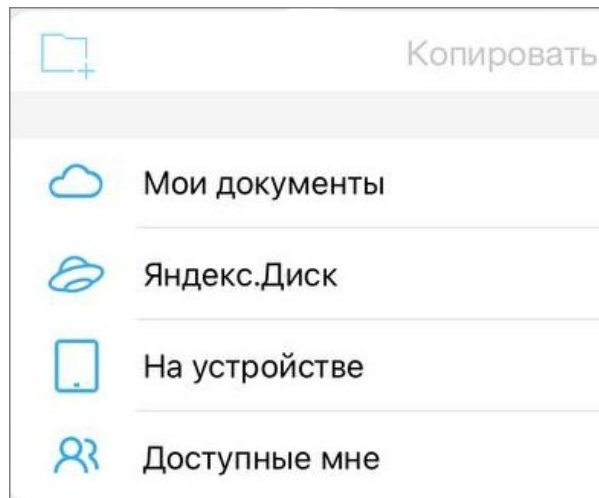 Копировать
Мои документы
Яндекс.Диск
На устройстве
Доступные мне